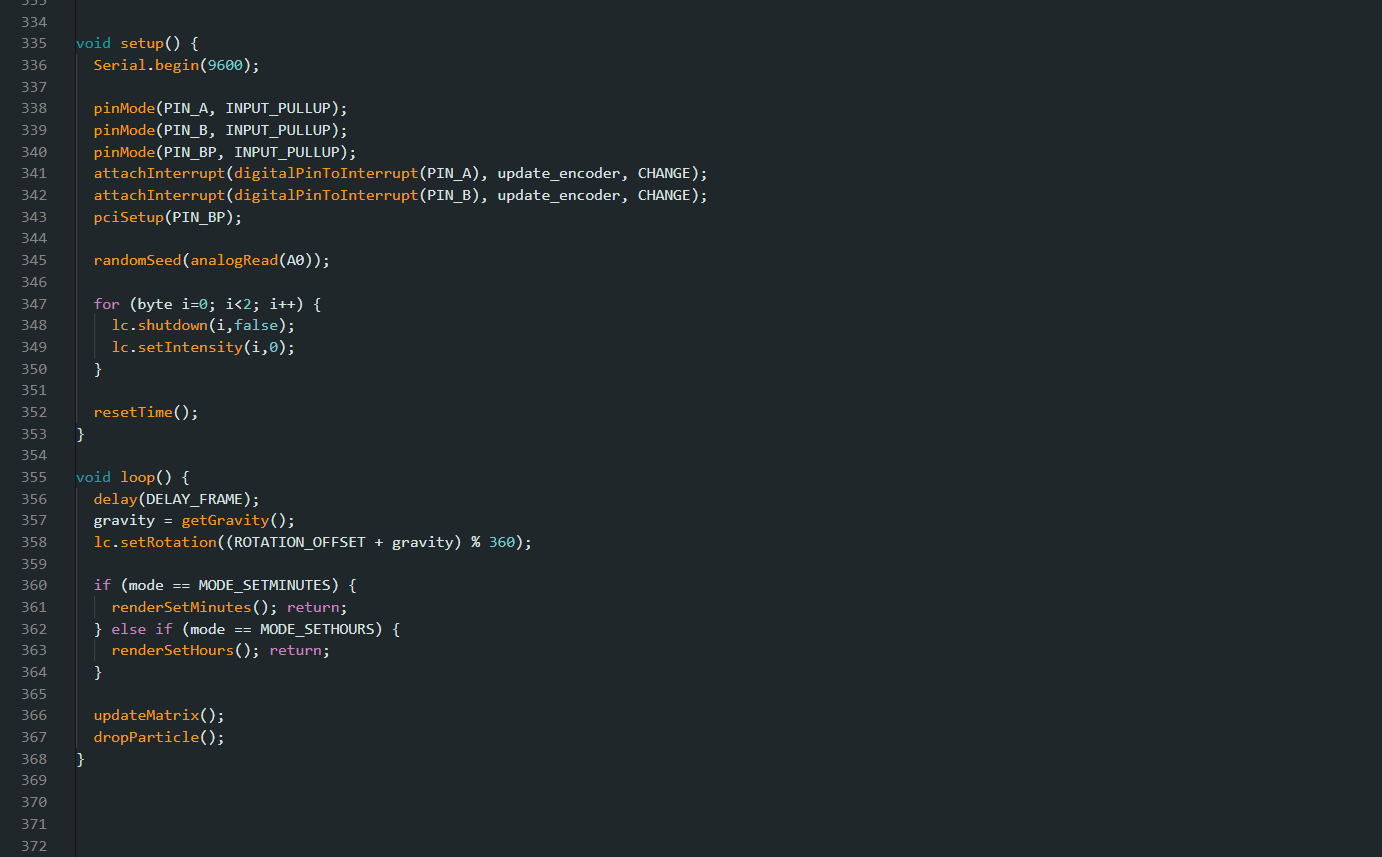 334
335 void setup() {
336   Serial.begin(9600);
337
338   pinMode(PIN_A, INPUT_PULLUP);
339   pinMode(PIN_B, INPUT_PULLUP);
340   pinMode(PIN_BP, INPUT_PULLUP);
341   attachInterrupt(digitalPinToInterrupt(PIN_A), update_encoder, CHANGE);
342   attachInterrupt(digitalPinToInterrupt(PIN_B), update_encoder, CHANGE);
343   pciSetup(PIN_BP);
344
345   randomSeed(analogRead(A0));
346
347   for (byte i=0; i<2; i++) {
348     lc.shutdown(i,false);
349     lc.setIntensity(i,0);
350   }
351
352   resetTime();
353 }
354
355 void loop() {
356   delay(DELAY_FRAME);
357   gravity = getGravity();
358   lc.setRotation((ROTATION_OFFSET + gravity) % 360);
359
360   if (mode == MODE_SETMINUTES) {
361     renderSetMinutes(); return;
362   } else if (mode == MODE_SETHOURS) {
363     renderSetHours(); return;
364   }
365
366   updateMatrix();
367   dropParticle();
368 }
369
370
371
372